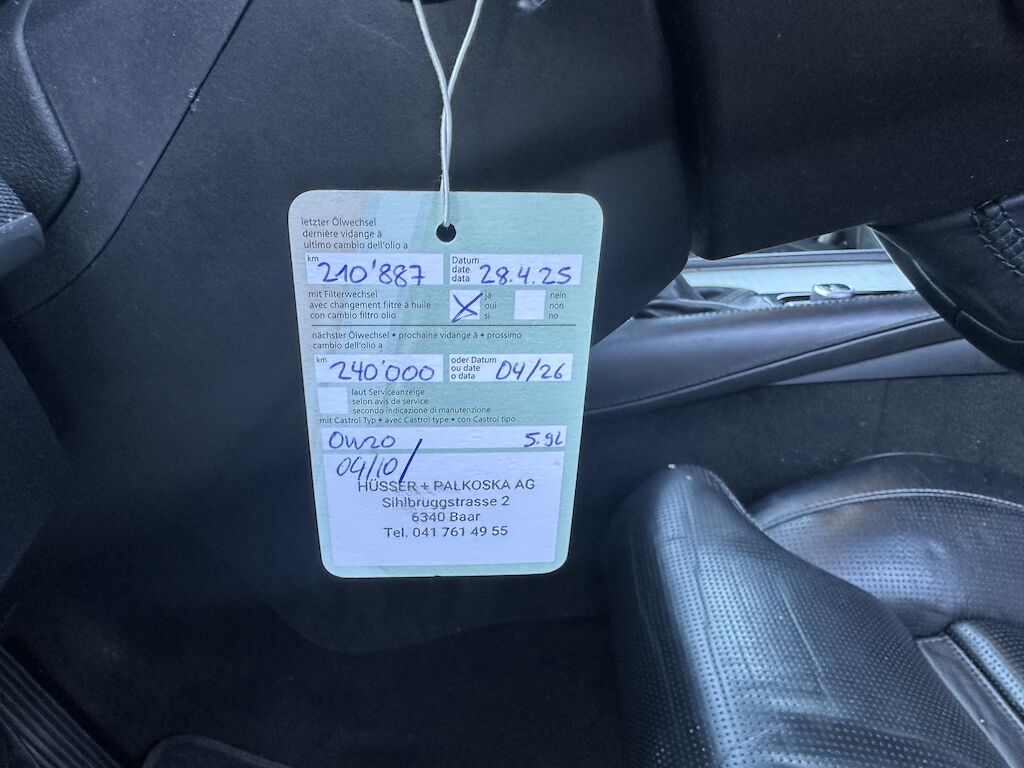 letzter Ölwechsel
dernière vidange à
ultimo cambio dell'olio a
km 210'887
Datum
date
data 28.4.25
mit Filterwechsel
avec changement filtre à huile
con cambio filtro olio
X ja
oui
si
nein
non
no
nächster Ölwechsel • prochaine vidange à • prossimo
cambio dell'olio a
km 240'000
oder Datum
ou date
o data 04/26
laut Serviceanzeige
selon avis de service
secondo indicazione di manutenzione
mit Castrol Typ • avec Castrol type • con Castrol tipo
0W20 5.9L
04/10/
HÜSSER + PALKOSKA AG
Sihlbruggstrasse 2
6340 Baar
Tel. 041 761 49 55